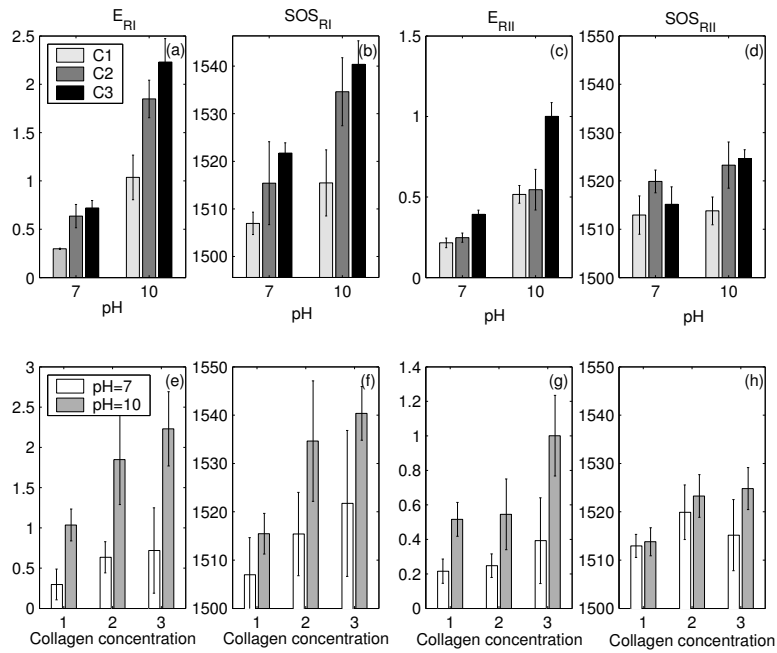 E_RI
SOS_RI
E_RII
SOS_RII
2.5
2
1.5
1
0.5
0
(a)
C1
C2
C3
7
10
pH
1540
1530
1520
1510
1500
(b)
7
10
pH
1
0.5
0
(c)
7
10
pH
1550
1540
1530
1520
1510
1500
(d)
7
10
pH
3
2.5
2
1.5
1
0.5
0
(e)
pH=7
pH=10
1
2
3
Collagen concentration
1550
1540
1530
1520
1510
1500
(f)
1
2
3
Collagen concentration
1.4
1.2
1
0.8
0.6
0.4
0.2
0
(g)
1
2
3
Collagen concentration
1550
1540
1530
1520
1510
1500
(h)
1
2
3
Collagen concentration